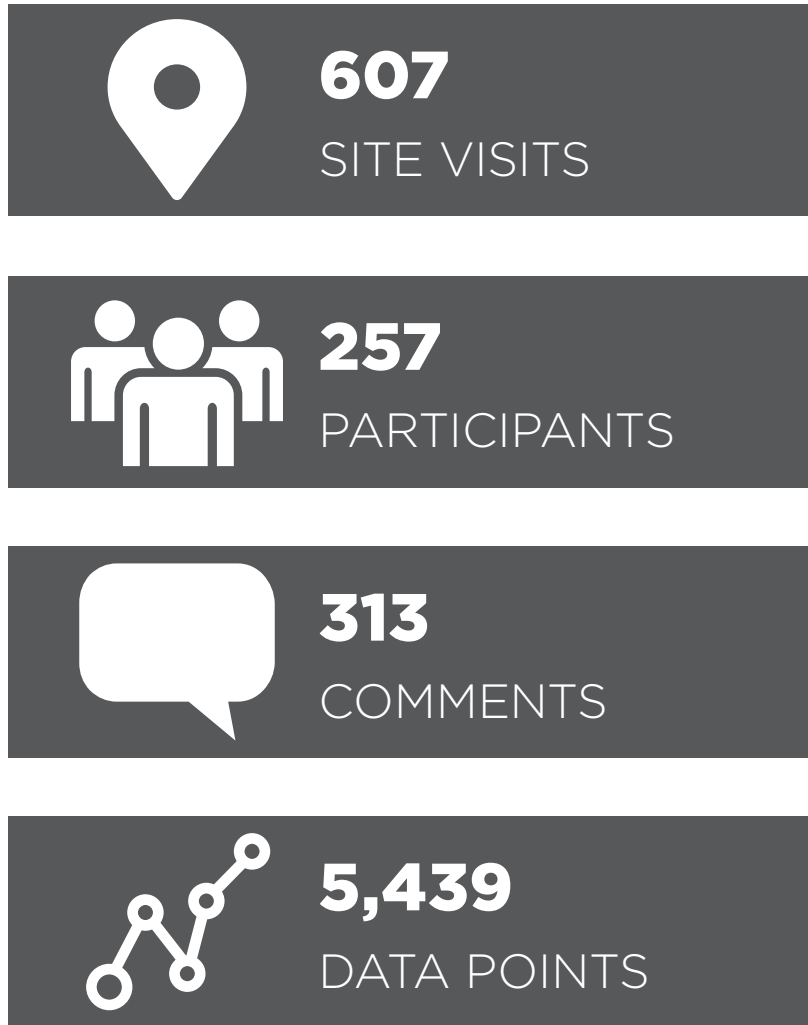 607
SITE VISITS
257
PARTICIPANTS
313
COMMENTS
5,439
DATA POINTS